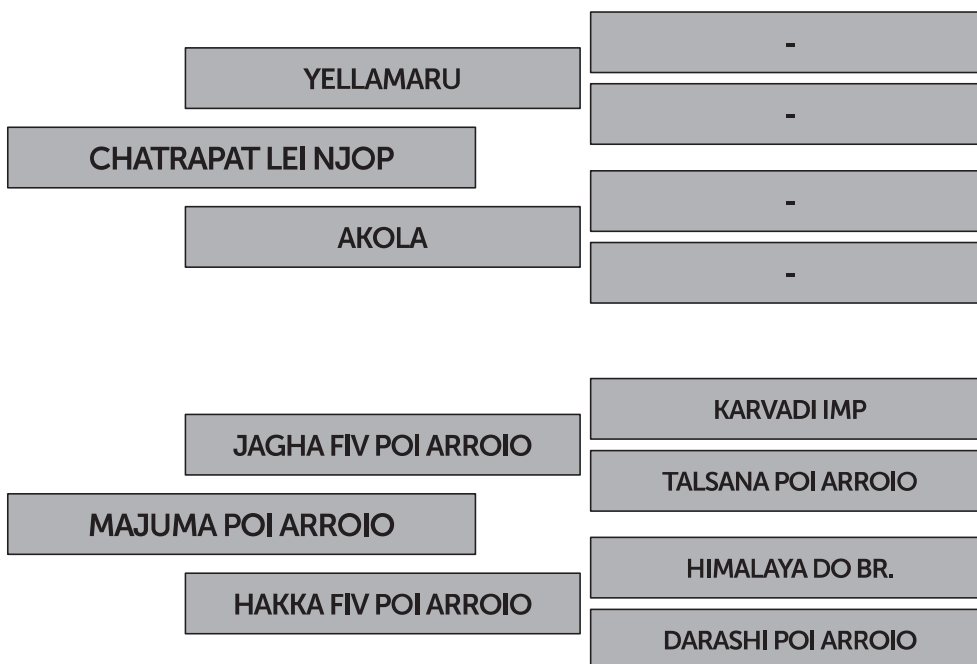 -
YELLAMARU
-
CHATRAPAT LEI NJOP
-
AKOLA
-
KARVADI IMP
JAGHA FIV POI ARROIO
TALSANA POI ARROIO
MAJUMA POI ARROIO
HIMALAYA DO BR.
HAKKA FIV POI ARROIO
DARASHI POI ARROIO